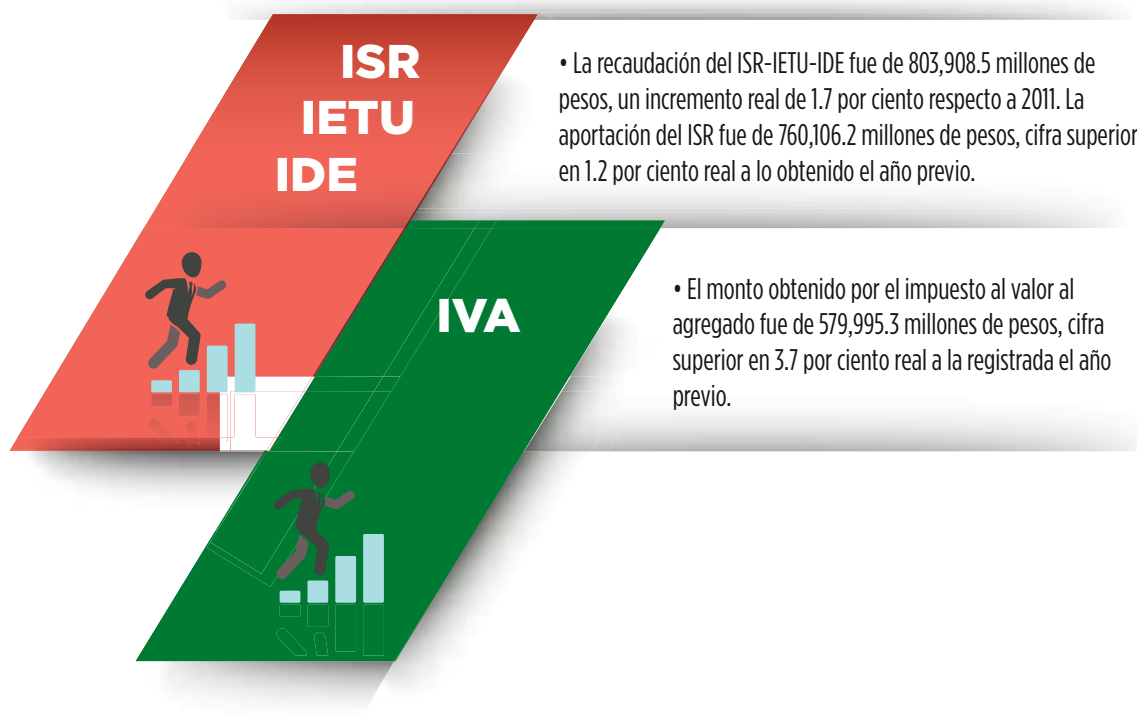 ISR
IETU
IDE
• La recaudación del ISR-IETU-IDE fue de 803,908.5 millones de
pesos, un incremento real de 1.7 por ciento respecto a 2011. La
aportación del ISR fue de 760,106.2 millones de pesos, cifra superior
en 1.2 por ciento real a lo obtenido el año previo.
IVA
• El monto obtenido por el impuesto al valor al
agregado fue de 579,995.3 millones de pesos, cifra
superior en 3.7 por ciento real a la registrada el año
previo.